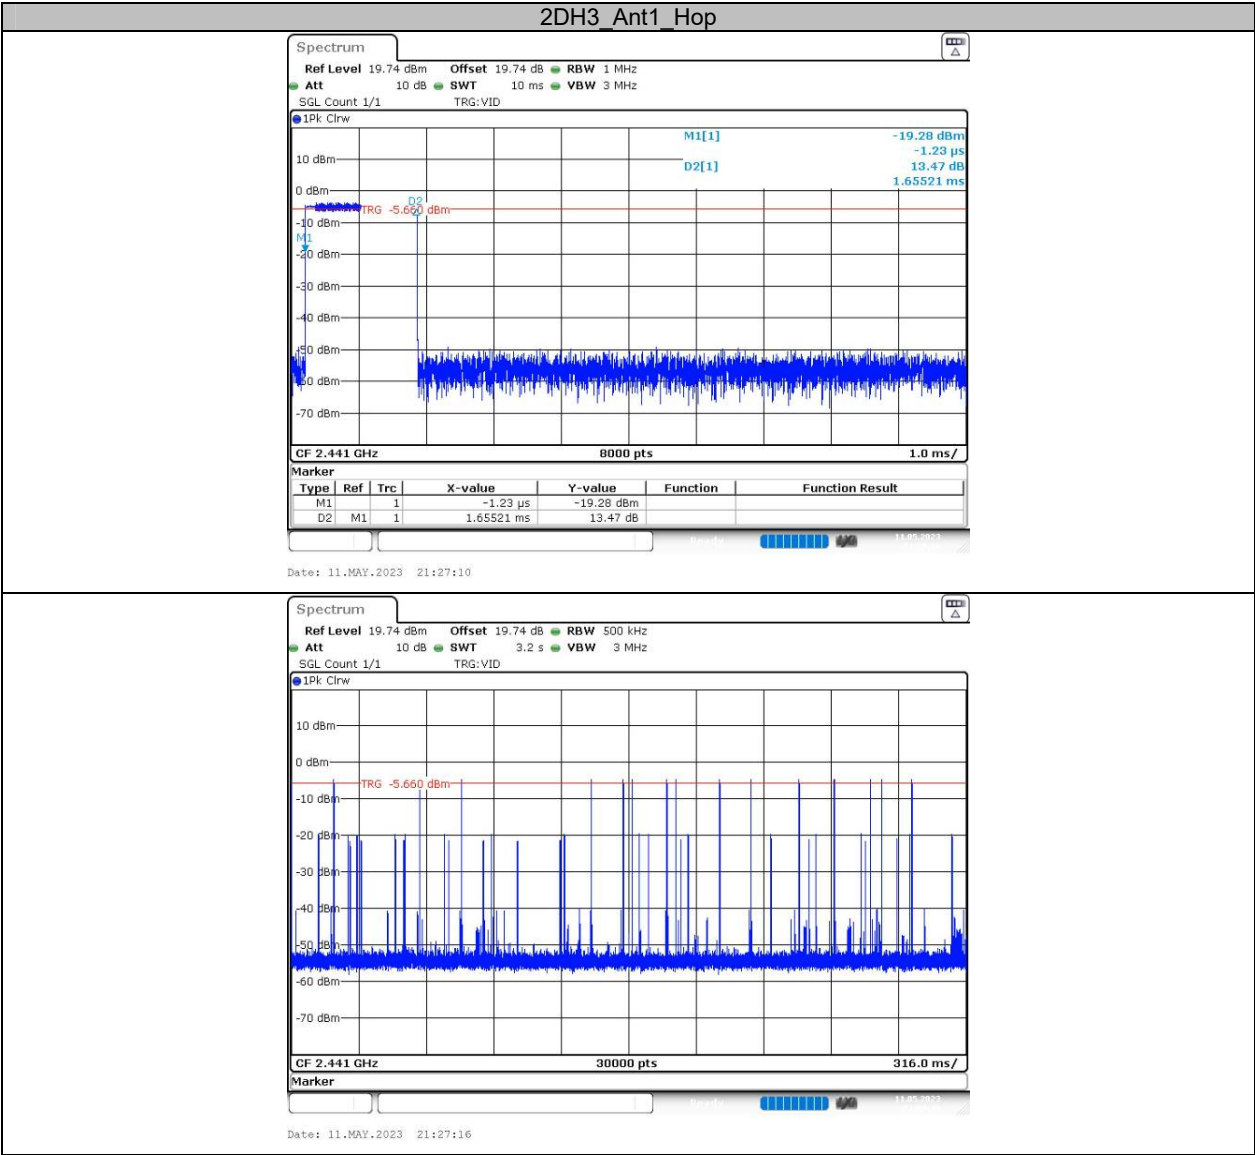 2DH3_Ant1_Hop
Spectrum
Ref Level 19.74 dBm Offset 19.74 dB RBW 1 MHz
Att 10 dB SWT 10 ms VBW 3 MHz
SGL Count 1/1 TRG:VID
1Pk Clrw
M1[1] -19.28 dBm
-1.23 µs
10 dBm
D2[1] 13.47 dB
1.65521 ms
0 dBm
D2
TRG -5.660 dBm
-10 dBm
M1
-20 dBm
-30 dBm
-40 dBm
-50 dBm
-60 dBm
-70 dBm
CF 2.441 GHz 8000 pts 1.0 ms/
Marker
Type Ref Trc X-value Y-value Function Function Result
M1 1 -1.23 µs -19.28 dBm
D2 M1 1 1.65521 ms 13.47 dB
Ready 11.05.2023
Date: 11.MAY.2023 21:27:10
Spectrum
Ref Level 19.74 dBm Offset 19.74 dB RBW 500 kHz
Att 10 dB SWT 3.2 s VBW 3 MHz
SGL Count 1/1 TRG:VID
1Pk Clrw
10 dBm
0 dBm
TRG -5.660 dBm
-10 dBm
-20 dBm
-30 dBm
-40 dBm
-50 dBm
-60 dBm
-70 dBm
CF 2.441 GHz 30000 pts 316.0 ms/
Marker
Ready 11.05.2023
Date: 11.MAY.2023 21:27:16